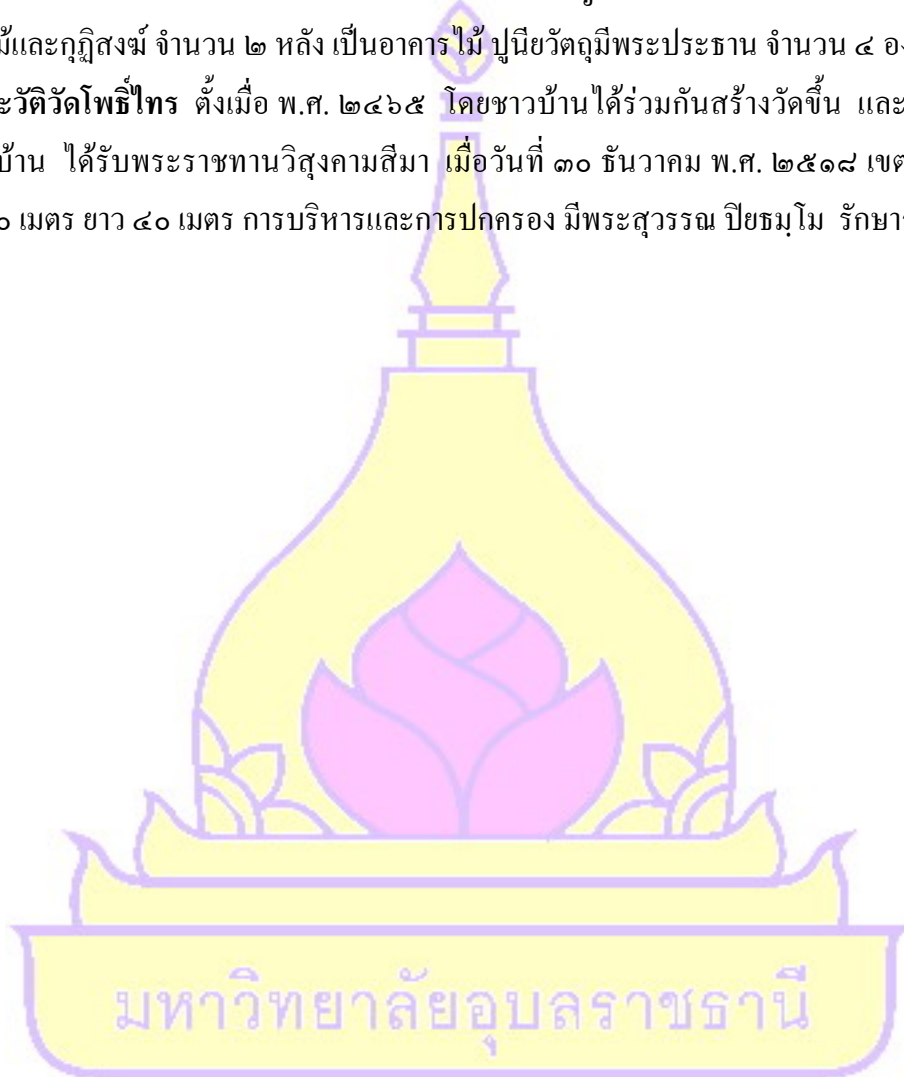 ม้และกุฏิสงฆ์ จำนวน ๒ หลัง เป็นอาคารไม้ ปูนียวัตถุมีพระประธาน จำนวน ๔ อง
ะวัติวัดโพธิ์ไทร ตั้งเมื่อ พ.ศ. ๒๔๖๕ โดยชาวบ้านได้ร่วมกันสร้างวัดขึ้น และ
บ้าน ได้รับพระราชทานวิสุงคามสีมา เมื่อวันที่ ๓๐ ธันวาคม พ.ศ. ๒๕๑๘ เขต
๐ เมตร ยาว ๔๐ เมตร การบริหารและการปกครอง มีพระสุวรรณ ปิยธมฺโม รักษา
มหาวิทยาลัยอุบลราชธานี